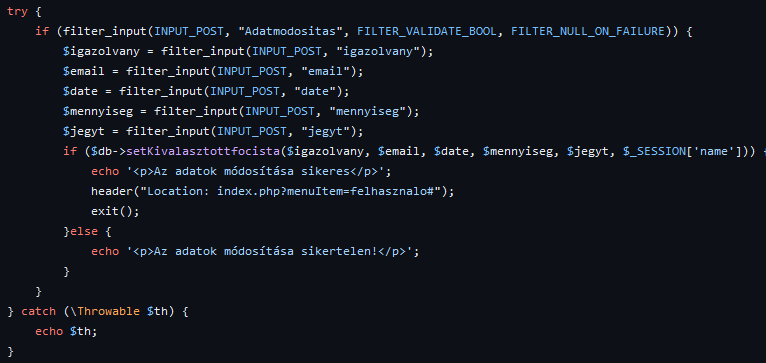 try {
if (filter_input(INPUT_POST, "Adatmodositas", FILTER_VALIDATE_BOOL, FILTER_NULL_ON_FAILURE)) {
$igazolvany = filter_input(INPUT_POST, "igazolvany");
$email = filter_input(INPUT_POST, "email");
$date = filter_input(INPUT_POST, "date");
$mennyiseg = filter_input(INPUT_POST, "mennyiseg");
$jegyt = filter_input(INPUT_POST, "jegyt");
if ($db->setKivalasztottfocista($igazolvany, $email, $date, $mennyiseg, $jegyt, $_SESSION['name'])) {
echo '<p>Az adatok módosítása sikeres</p>';
header("Location: index.php?menuItem=felhasznalo#");
exit();
}else {
echo '<p>Az adatok módosítása sikertelen!</p>';
}
}
} catch (\Throwable $th) {
echo $th;
}